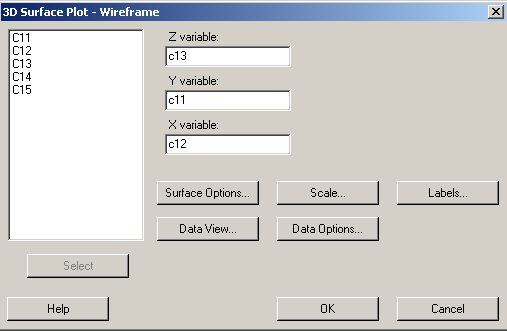 3D Surface Plot - Wireframe
C11
C12
C13
C14
C15
Z variable:
c13
Y variable:
c11
X variable:
c12
Surface Options...
Scale...
Labels...
Data View...
Data Options...
Select
Help
OK
Cancel